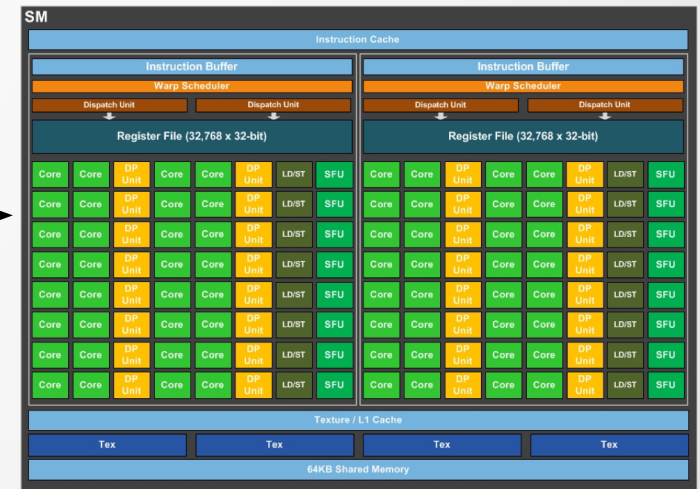 SM
Instruction Cache
Instruction Buffer Instruction Buffer
Warp Scheduler Warp Scheduler
Dispatch Unit Dispatch Unit Dispatch Unit Dispatch Unit
Register File (32,768 x 32-bit) Register File (32,768 x 32-bit)
Core Core DP Unit Core Core DP Unit LD/ST SFU Core Core DP Unit Core Core DP Unit LD/ST SFU
Core Core DP Unit Core Core DP Unit LD/ST SFU Core Core DP Unit Core Core DP Unit LD/ST SFU
Core Core DP Unit Core Core DP Unit LD/ST SFU Core Core DP Unit Core Core DP Unit LD/ST SFU
Core Core DP Unit Core Core DP Unit LD/ST SFU Core Core DP Unit Core Core DP Unit LD/ST SFU
Core Core DP Unit Core Core DP Unit LD/ST SFU Core Core DP Unit Core Core DP Unit LD/ST SFU
Core Core DP Unit Core Core DP Unit LD/ST SFU Core Core DP Unit Core Core DP Unit LD/ST SFU
Core Core DP Unit Core Core DP Unit LD/ST SFU Core Core DP Unit Core Core DP Unit LD/ST SFU
Core Core DP Unit Core Core DP Unit LD/ST SFU Core Core DP Unit Core Core DP Unit LD/ST SFU
Texture / L1 Cache
Tex Tex Tex Tex
64KB Shared Memory